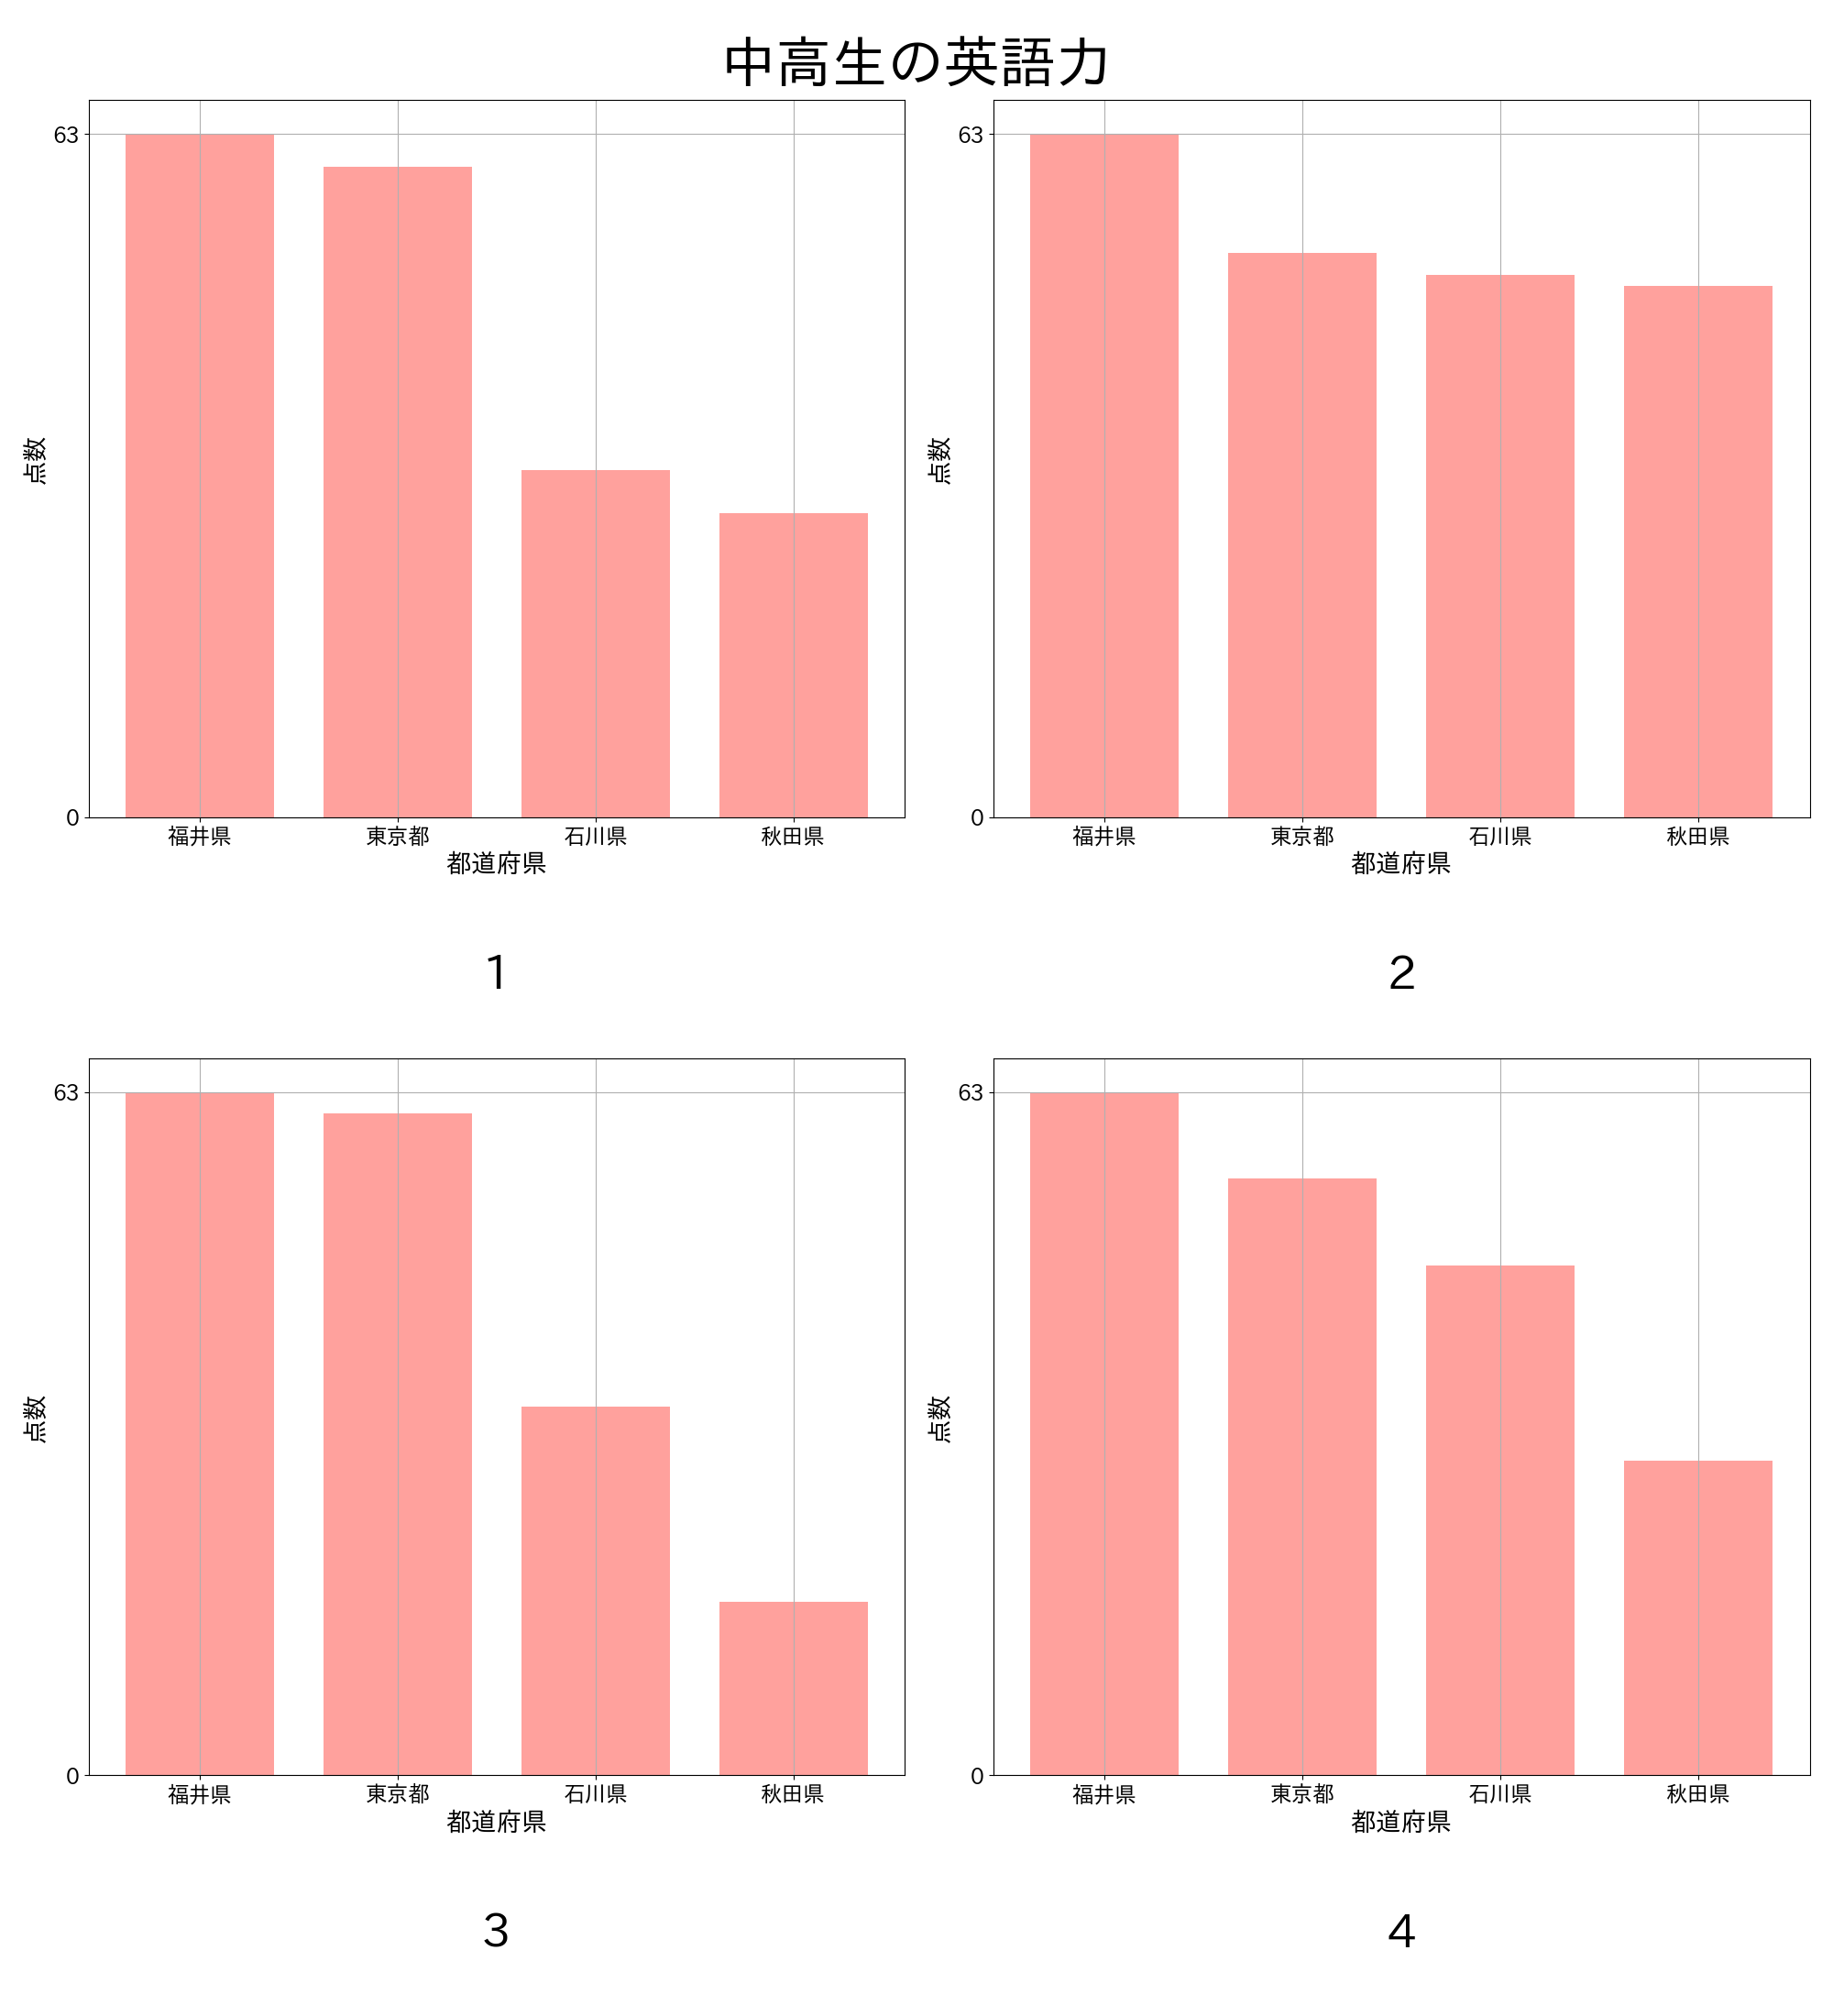 中高生の英語力
63
0
点数
福井県 東京都 石川県 秋田県
都道府県
1
63
0
点数
福井県 東京都 石川県 秋田県
都道府県
2
63
0
点数
福井県 東京都 石川県 秋田県
都道府県
3
63
0
点数
福井県 東京都 石川県 秋田県
都道府県
4